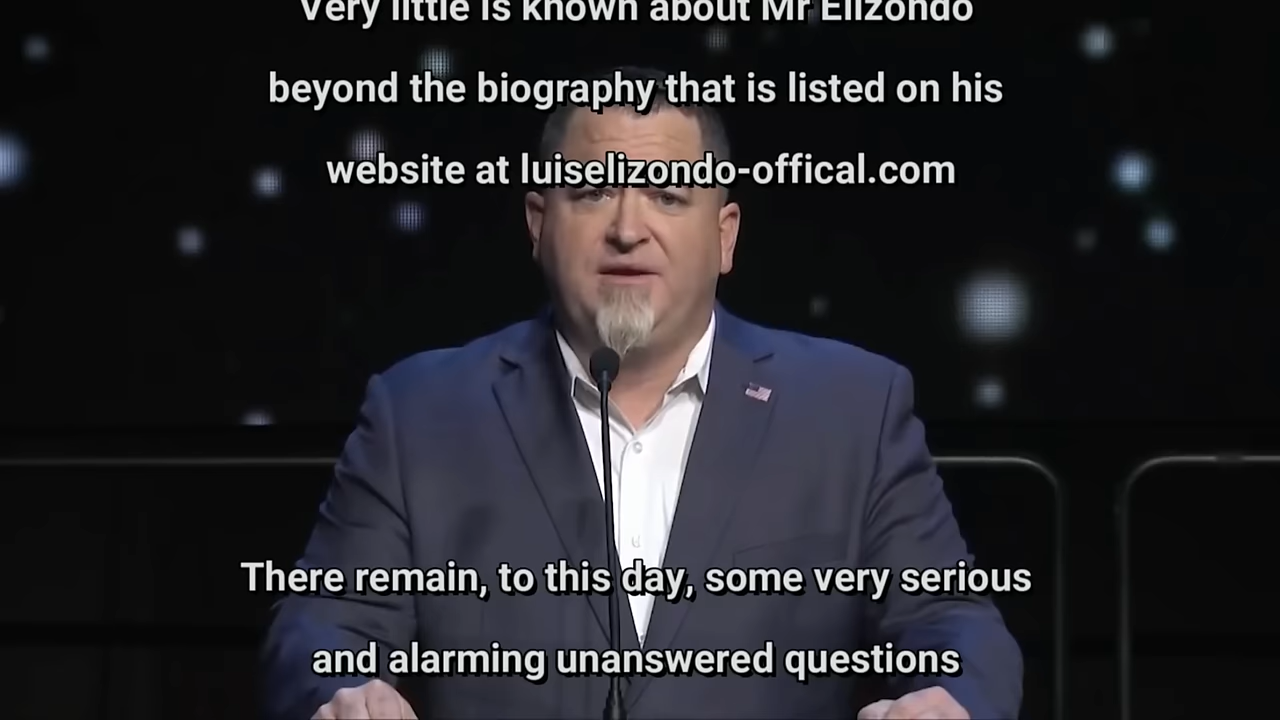 Very little is known about Mr Elizondo
beyond the biography that is listed on his
website at luiselizondo-offical.com
There remain, to this day, some very serious
and alarming unanswered questions